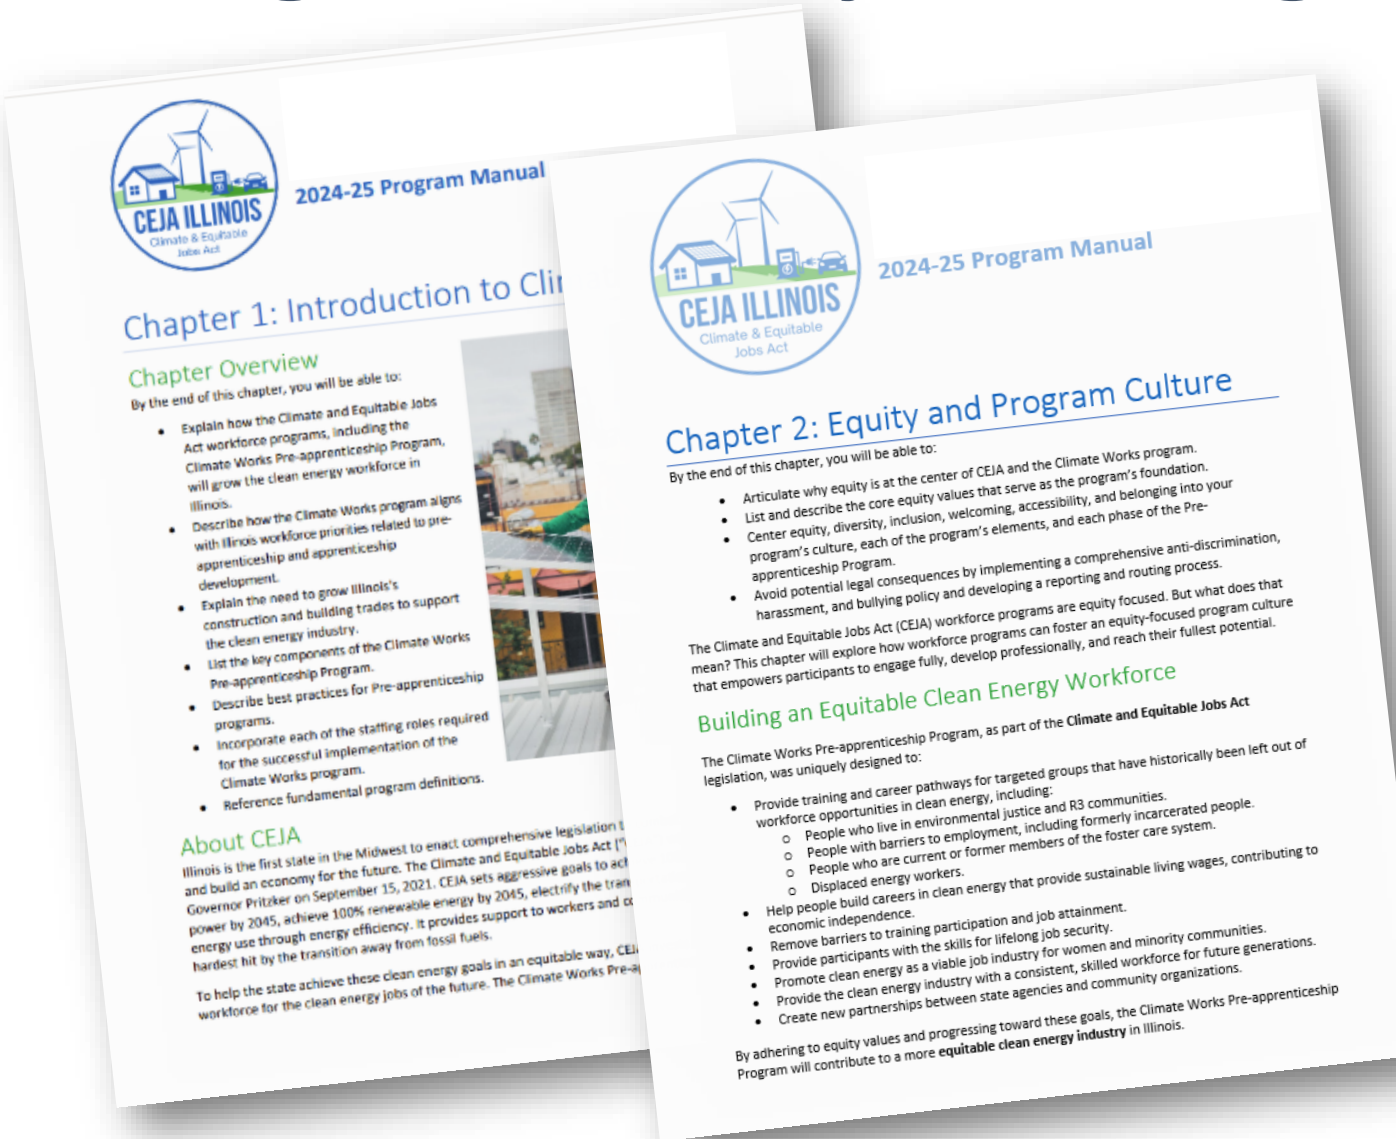 CEJA ILLINOIS
Climate & Equitable
Jobs Act
2024-25 Program Manual
Chapter 1: Introduction to
Chapter Overview
By the end of this chapter, you will be able to:
• Explain how the Climate and Equitable Jobs
Act workforce programs, including the
Climate Works Pre-apprenticeship Program,
will grow the clean energy workforce in
Illinois.
• Describe how the Climate Works program aligns
with Illinois workforce priorities related to pre-
apprenticeship and apprenticeship
development.
• Explain the need to grow Illinois's
construction and building trades to support
the clean energy industry.
• List the key components of the Climate Works
Pre-apprenticeship Program.
• Describe best practices for Pre-apprenticeship
programs.
• Incorporate each of the staffing roles required
for the successful implementation of the
Climate Works program.
• Reference fundamental program definitions.
About CEJA
Illinois is the first state in the Midwest to enact comprehensive legislation
and build an economy for the future. The Climate and Equitable Jobs Act
Governor Pritzker on September 15, 2021. CEJA sets aggressive goals to
power by 2045, achieve 100% renewable energy by 2045, electrify the
energy use through energy efficiency. It provides support to workers and
hardest hit by the transition away from fossil fuels.
To help the state achieve these clean energy goals in an equitable way,
workforce for the clean energy jobs of the future. The Climate Works
CEJA ILLINOIS
Climate & Equitable
Jobs Act
2024-25 Program Manual
Chapter 2: Equity and Program Culture
By the end of this chapter, you will be able to:
• Articulate why equity is at the center of CEJA and the Climate Works program.
• List and describe the core equity values that serve as the program's foundation.
• Center equity, diversity, inclusion, welcoming, accessibility, and belonging into your
program's culture, each of the program's elements, and each phase of the Pre-
apprenticeship Program.
• Avoid potential legal consequences by implementing a comprehensive anti-discrimination,
harassment, and bullying policy and developing a reporting and routing process.
The Climate and Equitable Jobs Act (CEJA) workforce programs are equity focused. But what does that
mean? This chapter will explore how workforce programs can foster an equity-focused program culture
that empowers participants to engage fully, develop professionally, and reach their fullest potential.
Building an Equitable Clean Energy Workforce
The Climate Works Pre-apprenticeship Program, as part of the Climate and Equitable Jobs Act
legislation, was uniquely designed to:
• Provide training and career pathways for targeted groups that have historically been left out of
workforce opportunities in clean energy, including:
o People who live in environmental justice and R3 communities.
o People with barriers to employment, including formerly incarcerated people.
o People who are current or former members of the foster care system.
o Displaced energy workers.
• Help people build careers in clean energy that provide sustainable living wages, contributing to
economic independence.
• Remove barriers to training participation and job attainment.
• Provide participants with the skills for lifelong job security.
• Promote clean energy as a viable job industry for women and minority communities.
• Provide the clean energy industry with a consistent, skilled workforce for future generations.
• Create new partnerships between state agencies and community organizations.
By adhering to equity values and progressing toward these goals, the Climate Works Pre-apprenticeship
Program will contribute to a more equitable clean energy industry in Illinois.